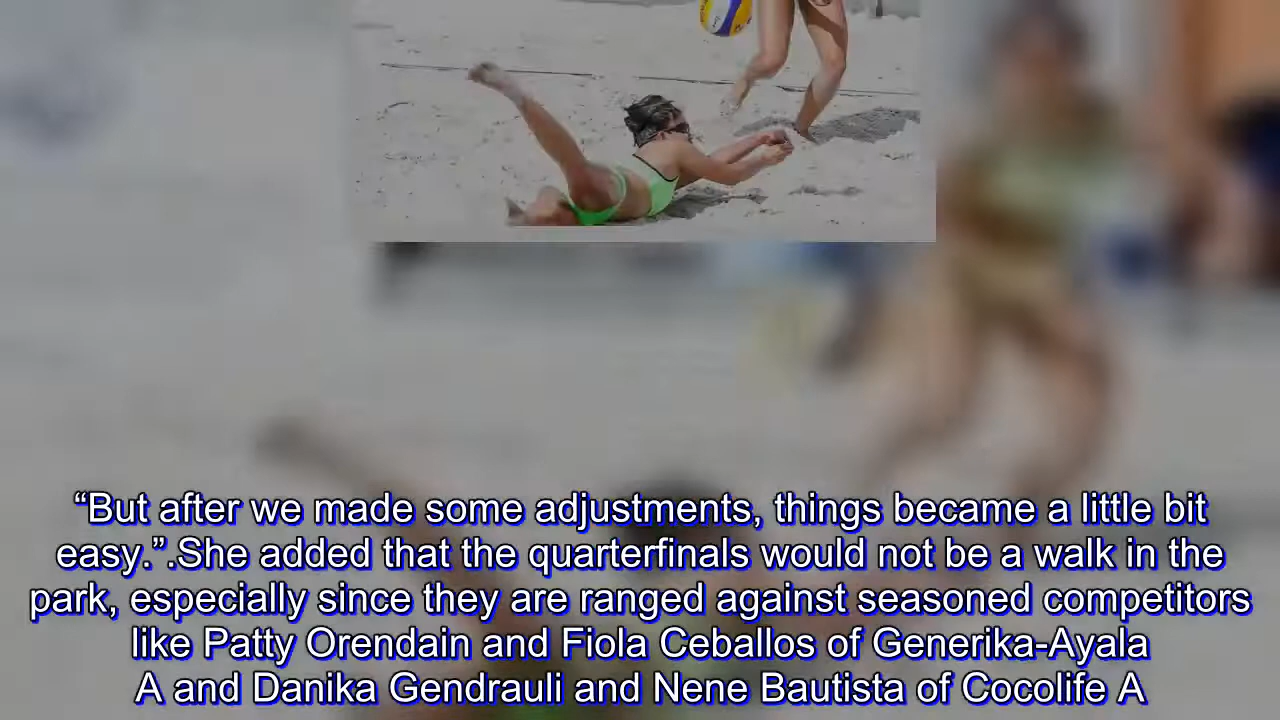 “But after we made some adjustments, things became a little bit
easy.”.She added that the quarterfinals would not be a walk in the
park, especially since they are ranged against seasoned competitors
like Patty Orendain and Fiola Ceballos of Generika-Ayala
A and Danika Gendrauli and Nene Bautista of Cocolife A